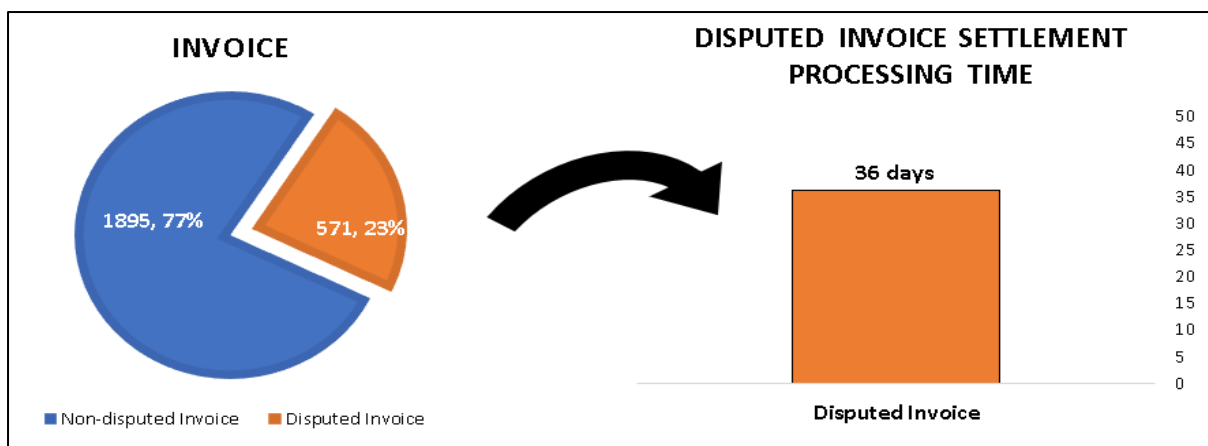 INVOICE
1895, 77%
571, 23%
Non-disputed Invoice
Disputed Invoice
DISPUTED INVOICE SETTLEMENT
PROCESSING TIME
36 days
50
45
40
35
30
25
20
15
10
5
0
Disputed Invoice